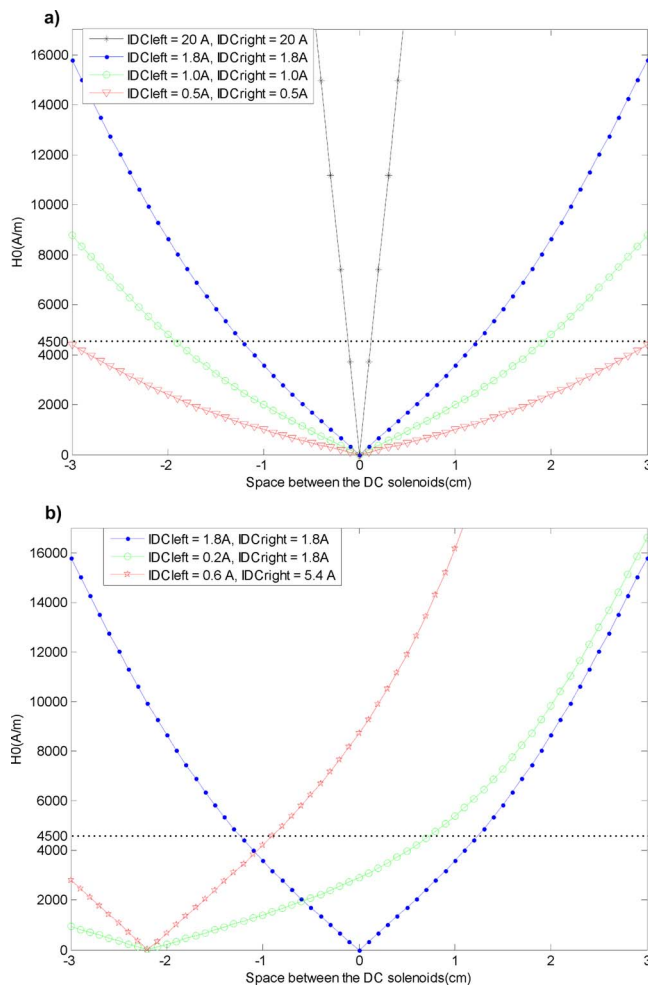 a)
IDCleft = 20 A, IDCright = 20 A
IDCleft = 1.8A, IDCright = 1.8A
IDCleft = 1.0A, IDCright = 1.0A
IDCleft = 0.5A, IDCright = 0.5A
16000
14000
12000
10000
8000
6000
4500
4000
2000
0
H0(A/m)
-3 -2 -1 0 1 2 3
Space between the DC solenoids(cm)
b)
IDCleft = 1.8A, IDCright = 1.8A
IDCleft = 0.2A, IDCright = 1.8A
IDCleft = 0.6 A, IDCright = 5.4 A
16000
14000
12000
10000
8000
6000
4500
4000
2000
0
H0(A/m)
-3 -2 -1 0 1 2 3
Space between the DC solenoids(cm)